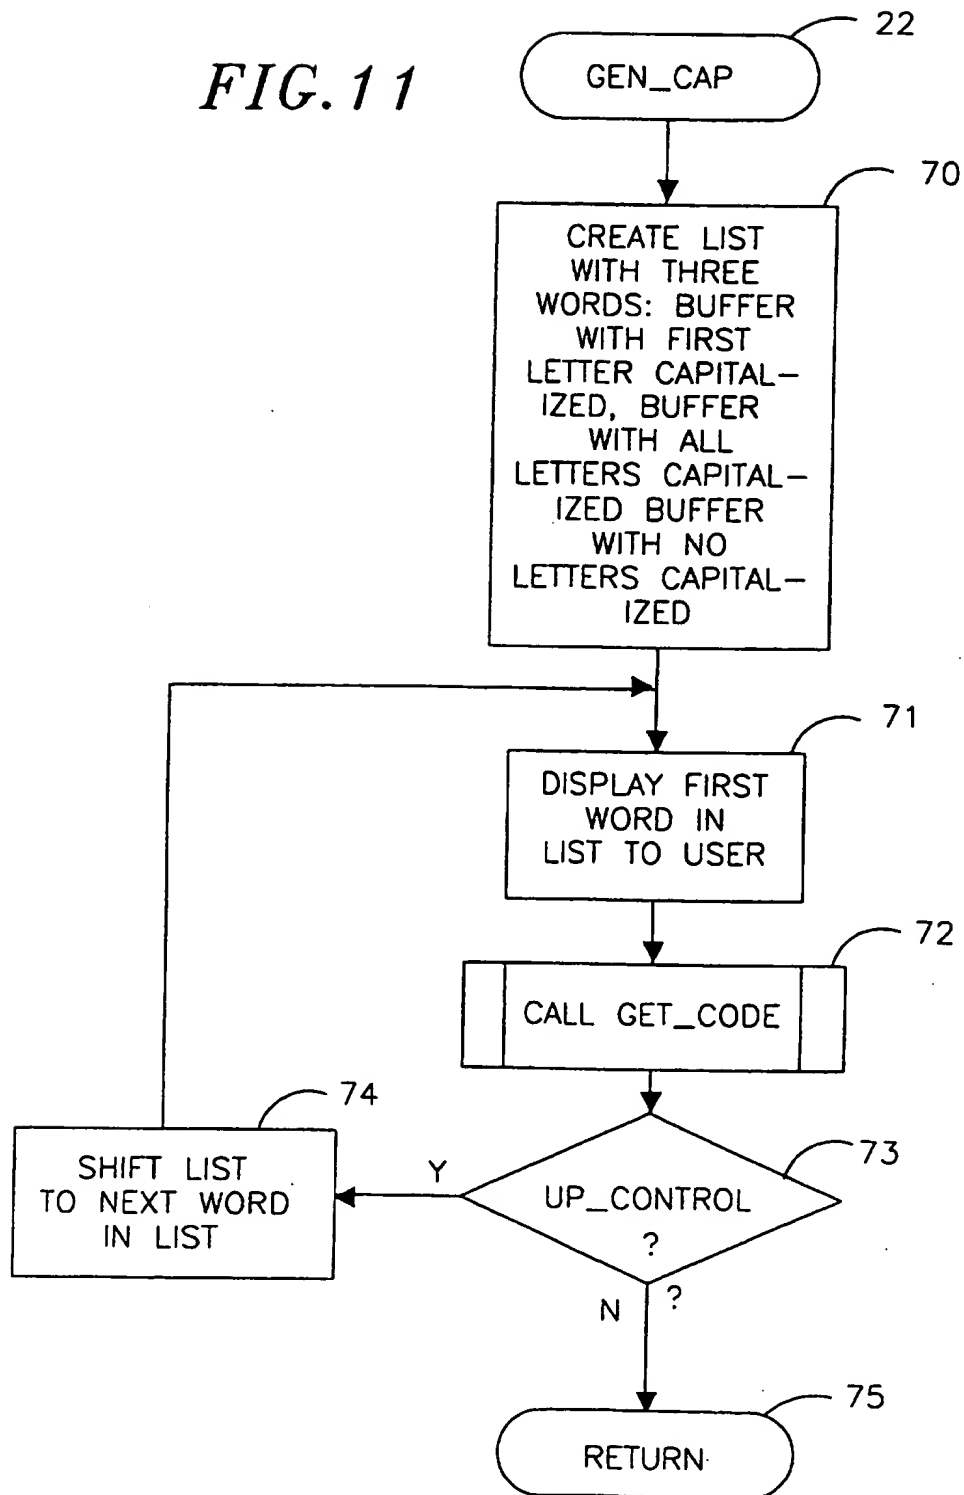 FIG.11
22
GEN_CAP
70
CREATE LIST
WITH THREE
WORDS: BUFFER
WITH FIRST
LETTER CAPITAL-
IZED, BUFFER
WITH ALL
LETTERS CAPITAL-
IZED BUFFER
WITH NO
LETTERS CAPITAL-
IZED
71
DISPLAY FIRST
WORD IN
LIST TO USER
72
CALL GET_CODE
73
UP_CONTROL
?
Y
74
SHIFT LIST
TO NEXT WORD
IN LIST
N ?
75
RETURN